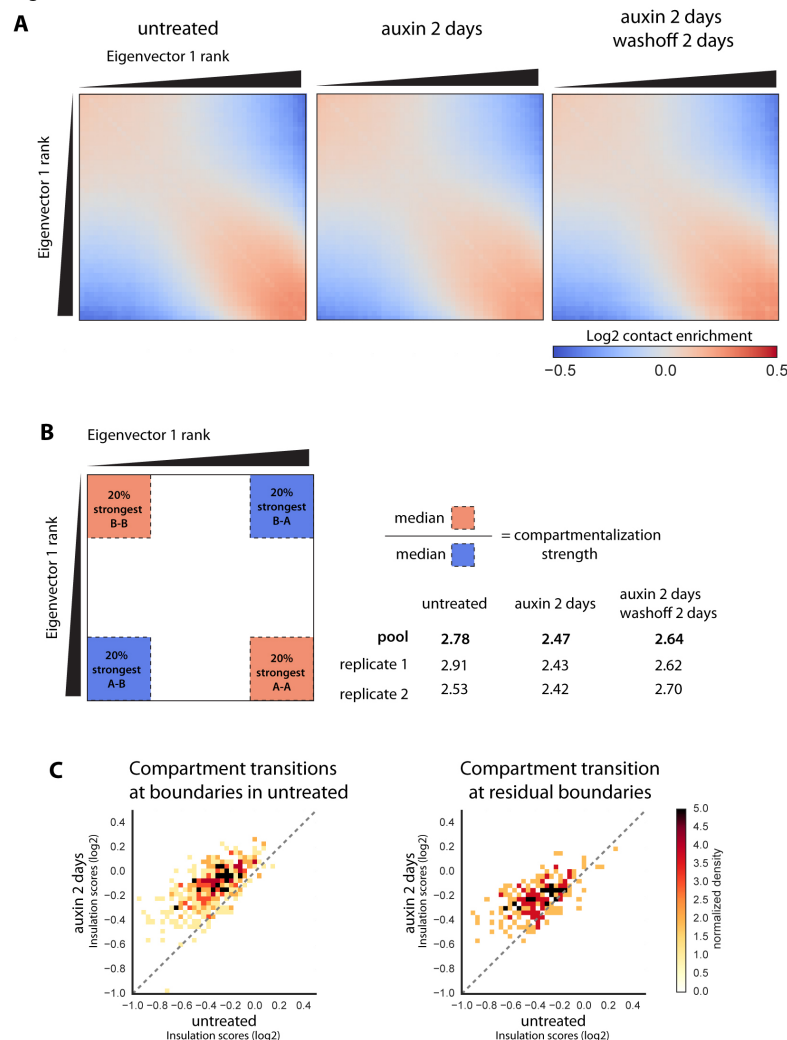 A
untreated
auxin 2 days
auxin 2 days
washoff 2 days
Eigenvector 1 rank
Eigenvector 1 rank
Log2 contact enrichment
−0.5 0.0 0.5
B
Eigenvector 1 rank
Eigenvector 1 rank
20%
strongest
B-B
20%
strongest
B-A
20%
strongest
A-B
20%
strongest
A-A
median
median
= compartmentalization
strength
untreated auxin 2 days auxin 2 days
washoff 2 days
pool 2.78 2.47 2.64
replicate 1 2.91 2.43 2.62
replicate 2 2.53 2.42 2.70
C
Compartment transitions
at boundaries in untreated
auxin 2 days
Insulation scores (log2)
0.4
0.2
0.0
−0.2
−0.4
−0.6
−0.8
−1.0
−1.0 −0.8 −0.6 −0.4 −0.2 0.0 0.2 0.4
untreated
Insulation scores (log2)
Compartment transition
at residual boundaries
auxin 2 days
Insulation scores (log2)
0.4
0.2
0.0
−0.2
−0.4
−0.6
−0.8
−1.0
−1.0 −0.8 −0.6 −0.4 −0.2 0.0 0.2 0.4
untreated
Insulation scores (log2)
5.0
4.5
4.0
3.5
3.0
2.5
2.0
1.5
1.0
0.5
0.0
normalized density